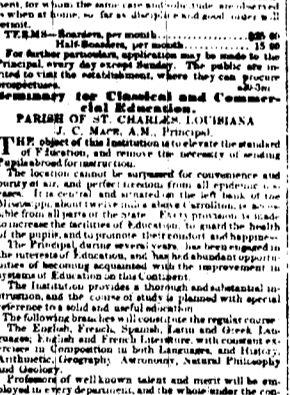 ment, for whom the same care and solicitude are observed
as when at home, so far as discipline and good order will
permit.
TERMS—Boarders, per month
Half-Boarders, per month 15 00
For further particulars, application may be made to the
Principal, every day except Sunday. The public are in-
vited to visit the establishment, where they can procure
prospectuses.
Seminary for Classical and Commer-
cial Education.
PARISH OF ST. CHARLES, LOUISIANA
J. C. Mace, A.M., Principal.
THE object of this Institution is to elevate the standard
of Education, and remove the necessity of sending
Pupils abroad for instruction.
The location cannot be surpassed for convenience and
purity of air, and perfect freedom from all epidemic dis-
eases. It is central and situated on the left bank of the
Mississippi, about twelve miles above Carrollton, is acces-
sible from all parts of the State. Every provision is made
to increase the facilities of Education, to guard the health
of the pupils, and to promote their comfort and happiness
The Principal, during several years, has been engaged in
the interests of Education, and has had abundant opportu-
nities of becoming acquainted with the improvement in
systems of Education on this Continent.
The Institution provides a thorough and substantial in-
struction, and the course of study is planned with special
reference to a solid and useful education
The following branches will constitute the regular course
The English, French, Spanish, Latin and Greek Lan-
guages; English and French Literature, with constant ex-
ercises in Composition in both Languages, and History,
Arithmetic, Geography Astronomy, Natural Philosophy
and Geology.
Professors of well known talent and merit will be em-
ployed in every department, and the whole under the con-